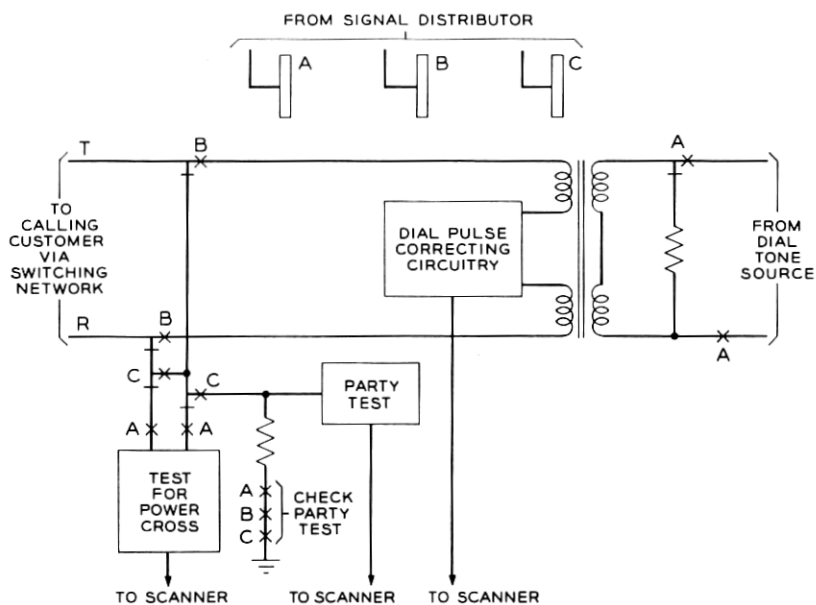 FROM SIGNAL DISTRIBUTOR
A
B
C
T
B
A
TO
CALLING
CUSTOMER
VIA
SWITCHING
NETWORK
DIAL PULSE
CORRECTING
CIRCUITRY
FROM
DIAL
TONE
SOURCE
R
B
A
C
C
PARTY
TEST
A
A
TEST
FOR
POWER
CROSS
A
B
C
CHECK
PARTY
TEST
TO SCANNER
TO SCANNER
TO SCANNER